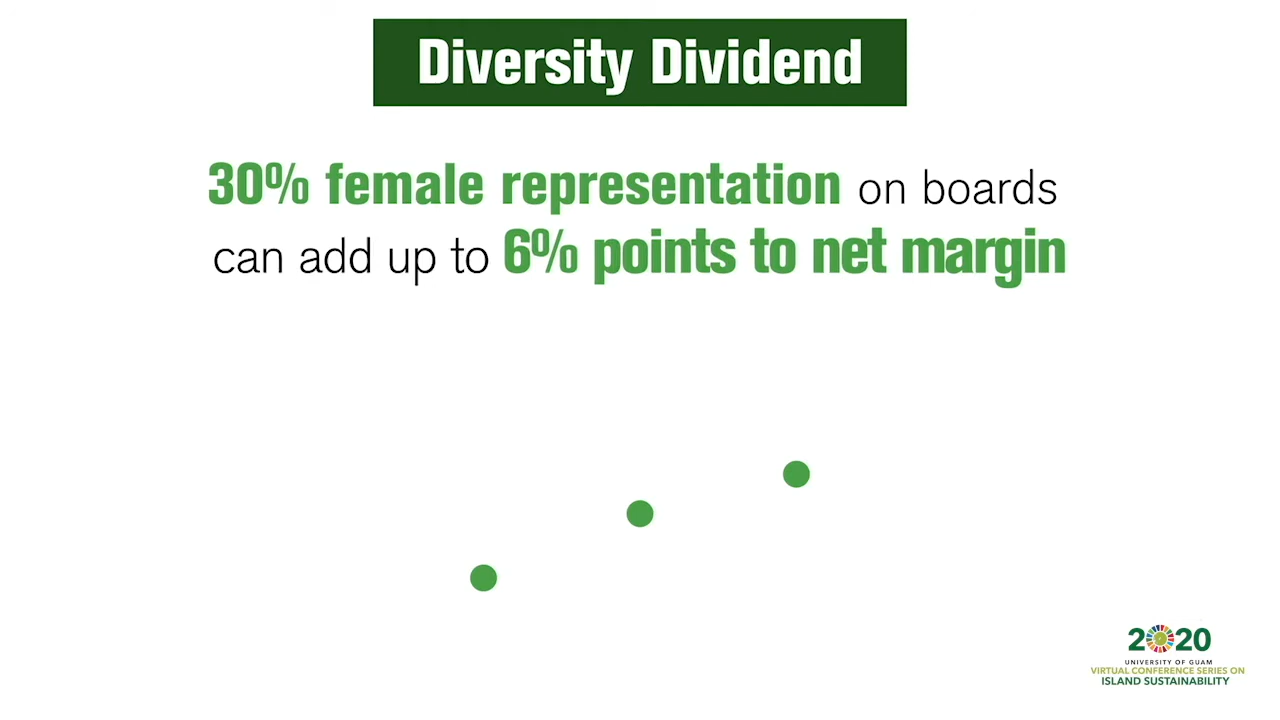 Diversity Dividend
30% female representation on boards
can add up to 6% points to net margin
2020
UNIVERSITY OF GUAM
VIRTUAL CONFERENCE SERIES ON
ISLAND SUSTAINABILITY